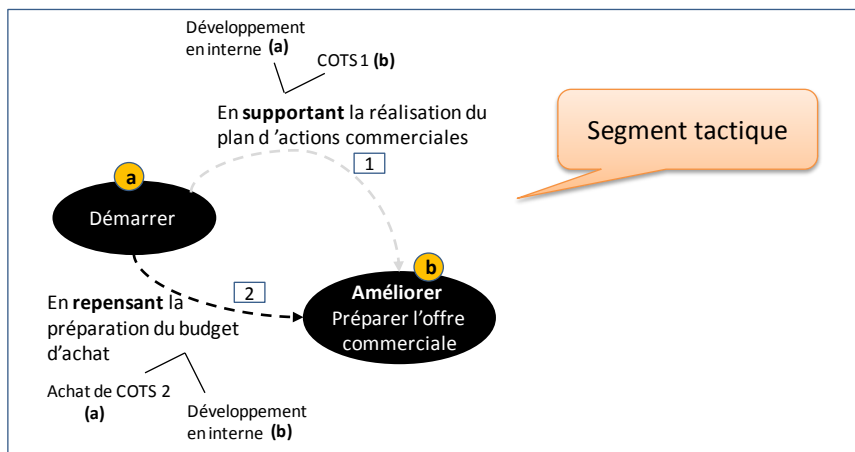 Développement
en interne (a)
COTS 1 (b)
En supportant la réalisation du
plan d ’actions commerciales
Segment tactique
1
a
Démarrer
b
Améliorer
Préparer l’offre
commerciale
2
En repensant la
préparation du budget
d’achat
Achat de COTS 2
(a)
Développement
en interne (b)